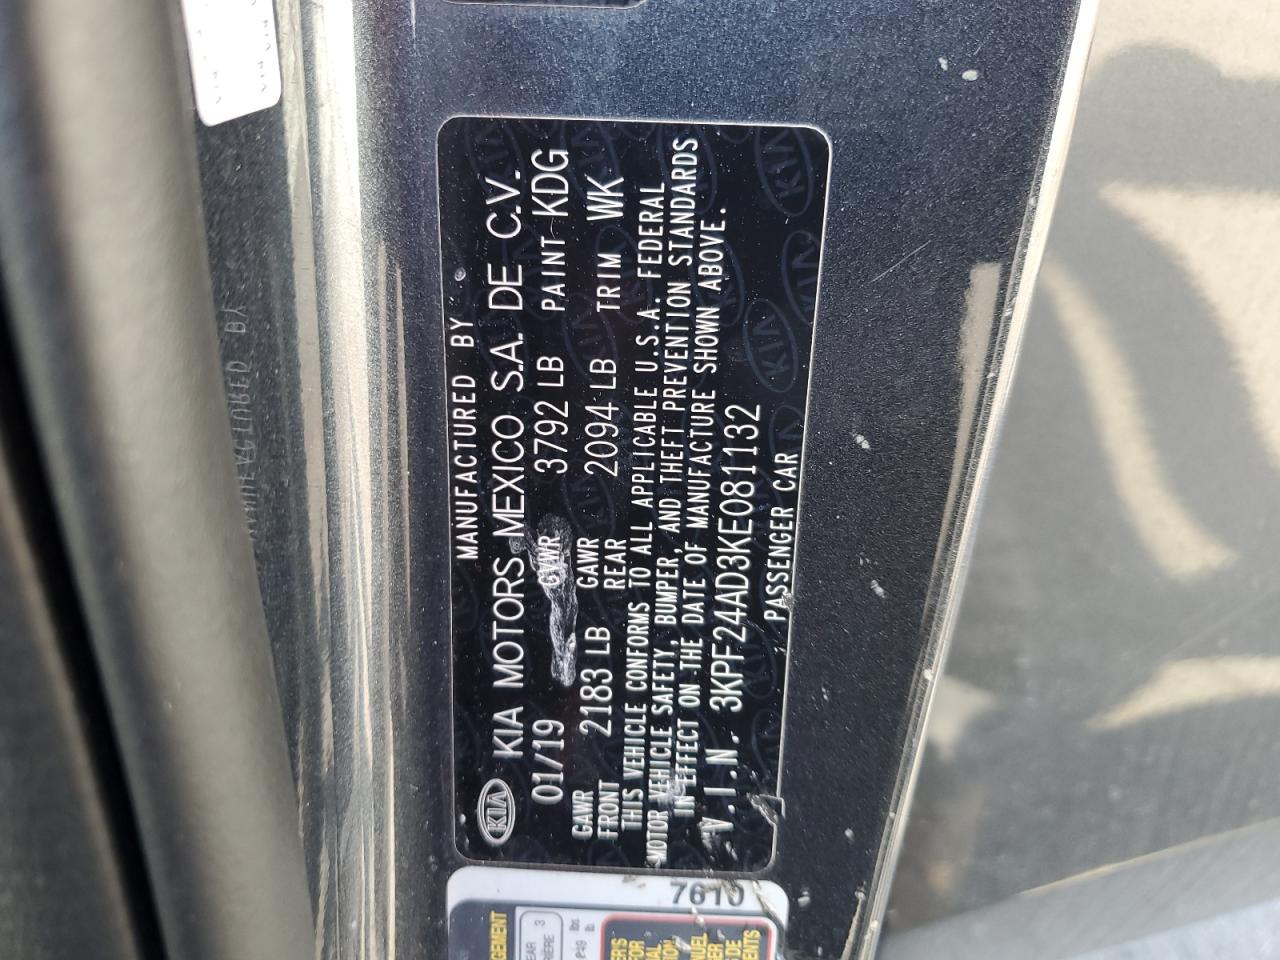 MANUFACTURED BY
KIA KIA MOTORS MEXICO S.A. DE C.V.
01/19 GVWR 3792 LB PAINT KDG
GAWR FRONT 2183 LB GAWR REAR 2094 LB TRIM WK
THIS VEHICLE CONFORMS TO ALL APPLICABLE U.S.A. FEDERAL
MOTOR VEHICLE SAFETY, BUMPER, AND THEFT PREVENTION STANDARDS
IN EFFECT ON THE DATE OF MANUFACTURE SHOWN ABOVE.
V.I.N. 3KPF24AD3KE081132
PASSENGER CAR
7610